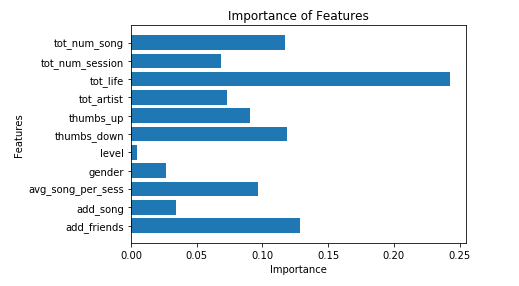 Importance of Features
tot_num_song
tot_num_session
tot_life
tot_artist
thumbs_up
thumbs_down
level
gender
avg_song_per_sess
add_song
add_friends
Features
0.00 0.05 0.10 0.15 0.20 0.25
Importance